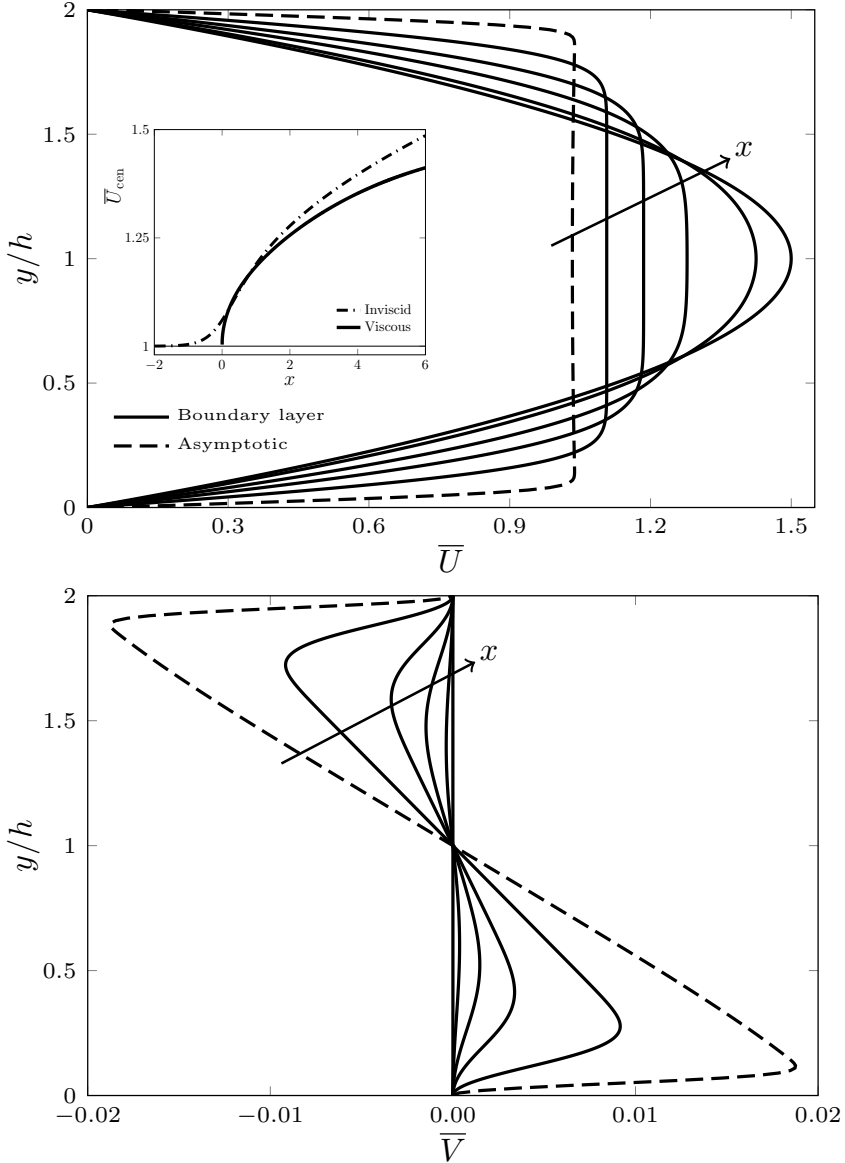 2
1.5
1
0.5
0
y/h
0
0.3
0.6
0.9
1.2
1.5
U
x
1.5
1.25
1
U_cen
−2
0
2
4
6
x
Inviscid
Viscous
Boundary layer
Asymptotic
2
1.5
1
0.5
0
y/h
x
−0.02
−0.01
0.00
0.01
0.02
V